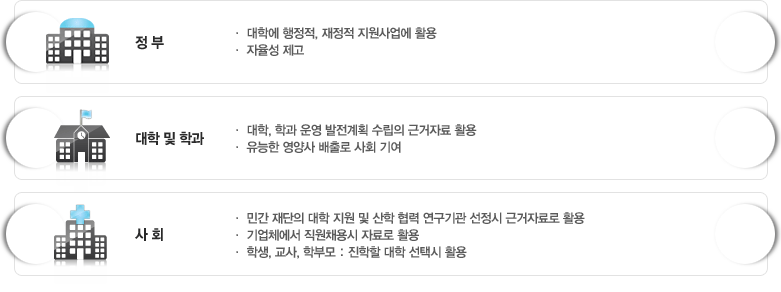 정 부
· 대학에 행정적, 재정적 지원사업에 활용
· 자율성 제고
대학 및 학과
· 대학, 학과 운영 발전계획 수립의 근거자료 활용
· 유능한 영양사 배출로 사회 기여
사 회
· 민간 재단의 대학 지원 및 산학 협력 연구기관 선정시 근거자료로 활용
· 기업체에서 직원채용시 자료로 활용
· 학생, 교사, 학부모 : 진학할 대학 선택시 활용